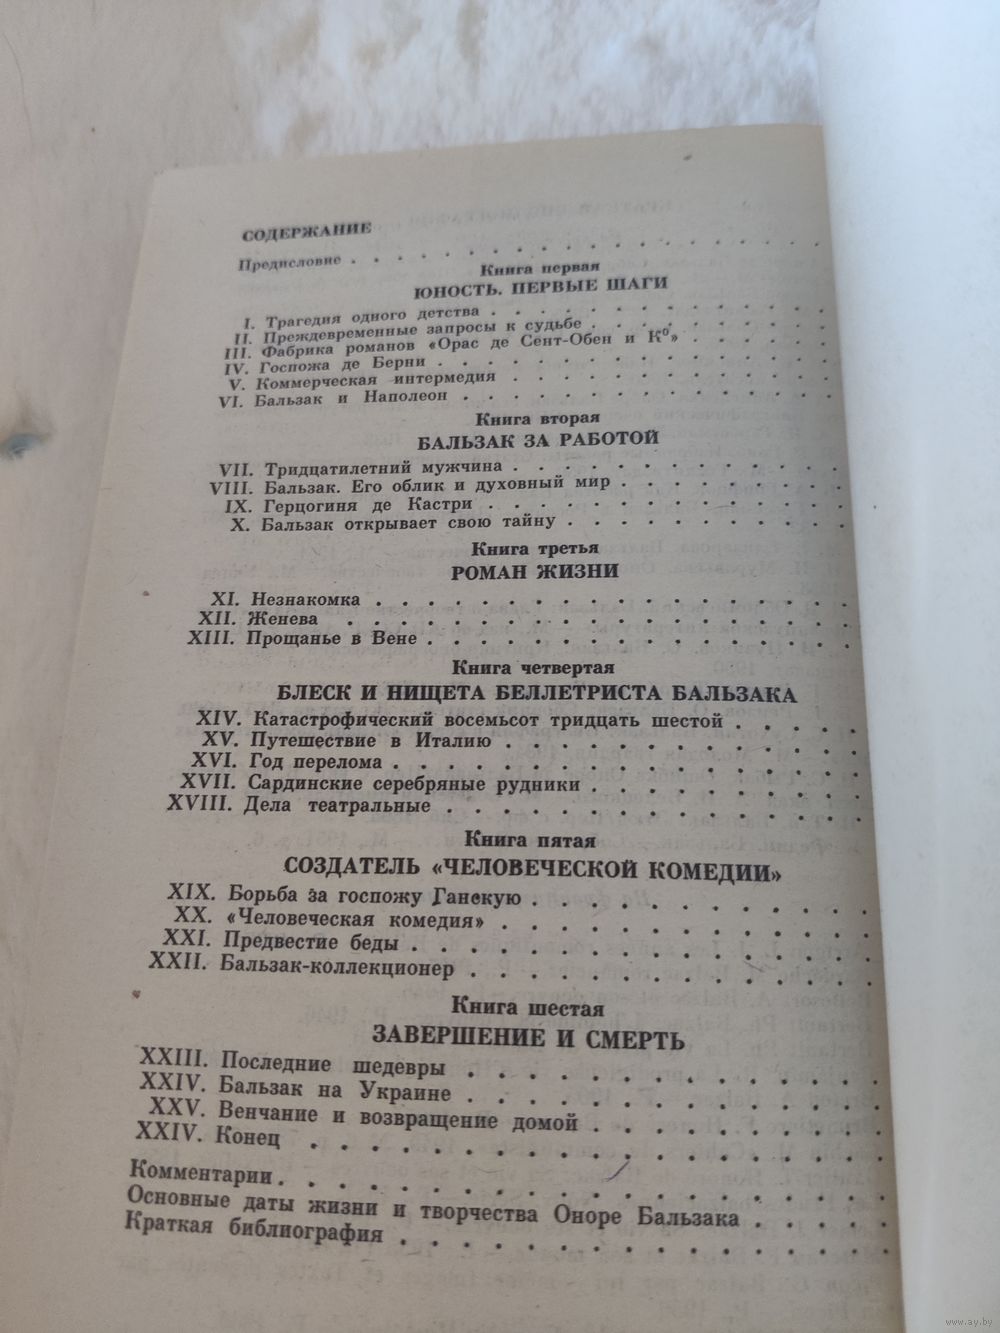 СОДЕРЖАНИЕ
Предисловие
Книга первая
ЮНОСТЬ. ПЕРВЫЕ ШАГИ
I. Трагедия одного детства
II. Преждевременные запросы к судьбе
III. Фабрика романов «Орас де Сент-Обен и К⁰»
IV. Госпожа де Берни
V. Коммерческая интермедия
VI. Бальзак и Наполеон
Книга вторая
БАЛЬЗАК ЗА РАБОТОЙ
VII. Тридцатилетний мужчина
VIII. Бальзак. Его облик и духовный мир
IX. Герцогиня де Кастри
X. Бальзак открывает свою тайну
Книга третья
РОМАН ЖИЗНИ
XI. Незнакомка
XII. Женева
XIII. Прощанье в Вене
Книга четвертая
БЛЕСК И НИЩЕТА БЕЛЛЕТРИСТА БАЛЬЗАКА
XIV. Катастрофический восемьсот тридцать шестой
XV. Путешествие в Италию
XVI. Год перелома
XVII. Сардинские серебряные рудники
XVIII. Дела театральные
Книга пятая
СОЗДАТЕЛЬ «ЧЕЛОВЕЧЕСКОЙ КОМЕДИИ»
XIX. Борьба за госпожу Ганскую
XX. «Человеческая комедия»
XXI. Предвестие беды
XXII. Бальзак-коллекционер
Книга шестая
ЗАВЕРШЕНИЕ И СМЕРТЬ
XXIII. Последние шедевры
XXIV. Бальзак на Украине
XXV. Венчание и возвращение домой
XXIV. Конец
Комментарии
Основные даты жизни и творчества Оноре Бальзака
Краткая библиография
www.ay.by